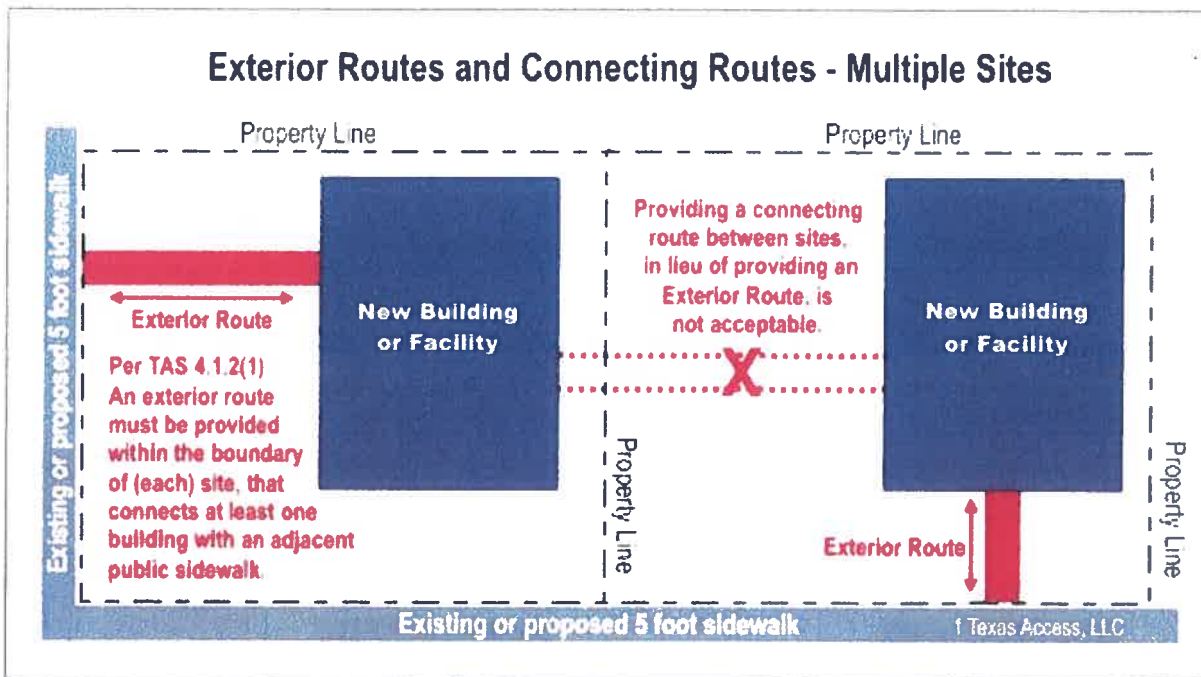 Exterior Routes and Connecting Routes - Multiple Sites
Property Line
Property Line
Existing or proposed 5 foot sidewalk
Exterior Route
Per TAS 4.1.2(1)
An exterior route
must be provided
within the boundary
of (each) site, that
connects at least one
building with an adjacent
public sidewalk
New Building
or Facility
Providing a connecting
route between sites,
in lieu of providing an
Exterior Route, is
not acceptable.
X
New Building
or Facility
Property Line
Exterior Route
Property Line
Existing or proposed 5 foot sidewalk
f Texas Access, LLC